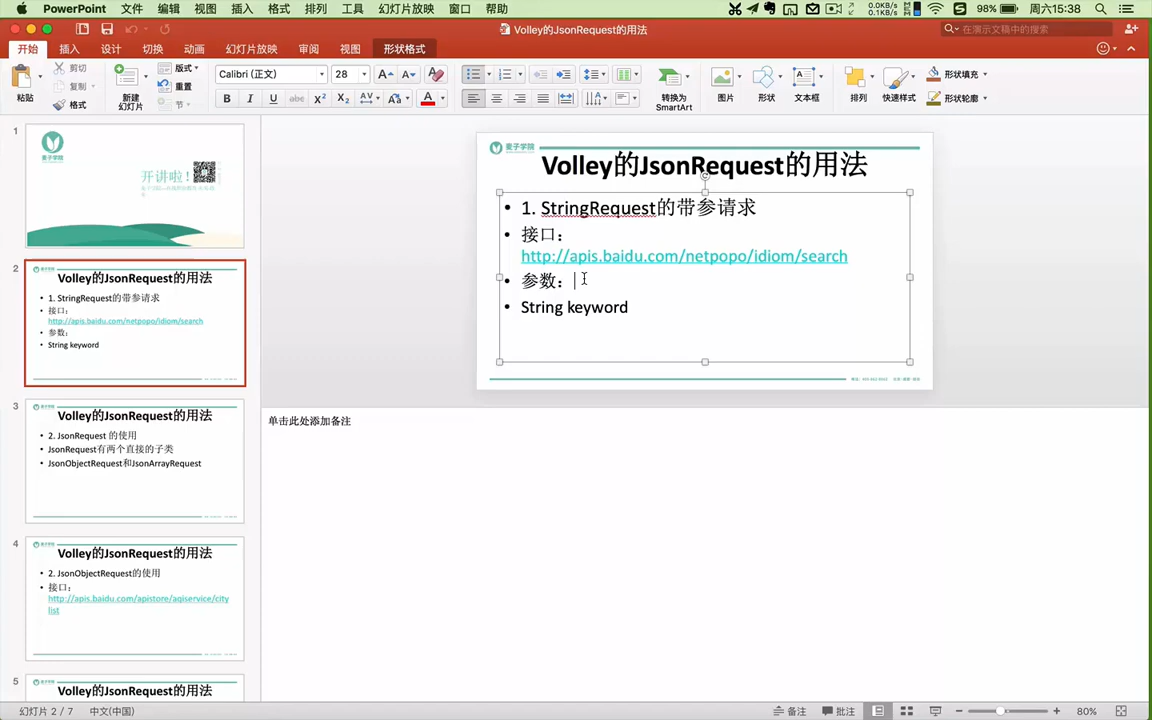 PowerPoint 文件 编辑 视图 插入 格式 排列 工具 幻灯片放映 窗口 帮助 0.0KB/s 0.1KB/s 98% 周六15:38
Volley的JsonRequest的用法
在演示文稿中的搜索
开始 插入 设计 切换 动画 幻灯片放映 审阅 视图 形状格式
粘贴 剪切 复制 格式
新建幻灯片 版式 重置 节
Calibri (正文) 28
转换为 SmartArt
图片 形状 文本框 排列 快速样式 形状填充 形状轮廓
1
麦子学院
开讲啦!
2
Volley的JsonRequest的用法
1. StringRequest的带参请求
接口:
http://apis.baidu.com/netpopo/idiom/search
参数:
String keyword
3
Volley的JsonRequest的用法
2. JsonRequest 的使用
JsonRequest有两个直接的子类
JsonObjectRequest和JsonArrayRequest
4
Volley的JsonRequest的用法
2. JsonObjectRequest的使用
接口:
http://apis.baidu.com/apistore/aqiservice/city
list
5
Volley的JsonRequest的用法
麦子学院
Volley的JsonRequest的用法
1. StringRequest的带参请求
接口:
http://apis.baidu.com/netpopo/idiom/search
参数:
String keyword
单击此处添加备注
幻灯片 2 / 7 中文(中国) 备注 批注 80%